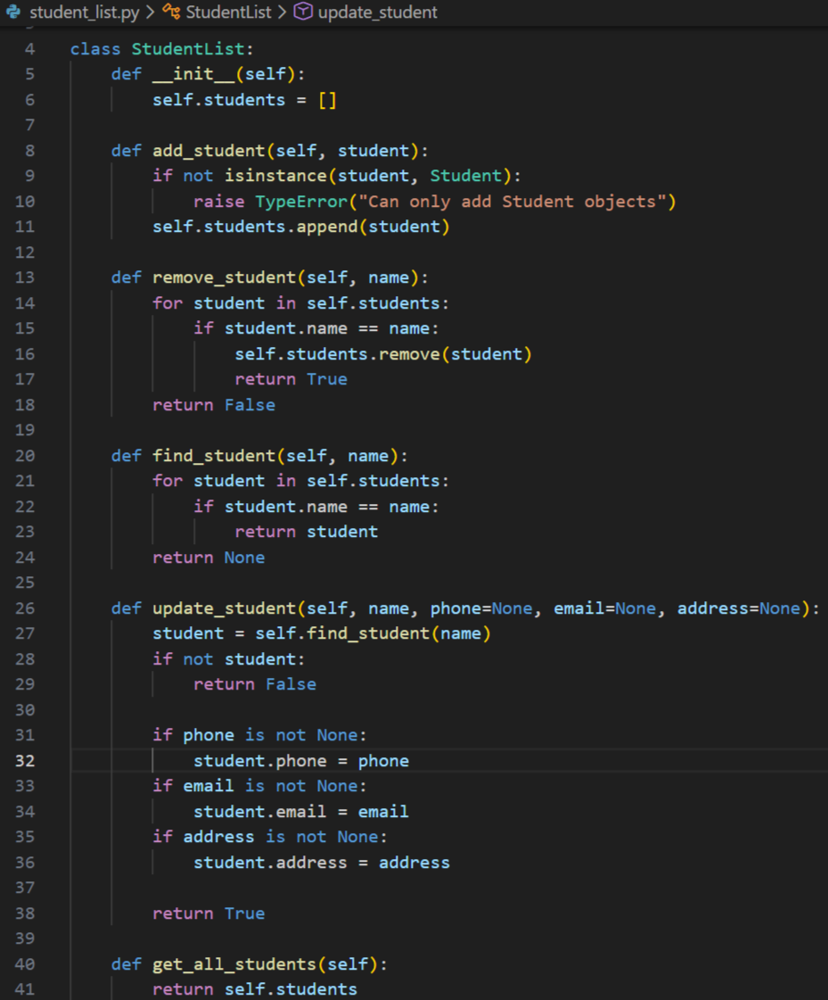 student_list.py > StudentList > update_student
4 class StudentList:
5     def __init__(self):
6         self.students = []
7
8     def add_student(self, student):
9         if not isinstance(student, Student):
10             raise TypeError("Can only add Student objects")
11         self.students.append(student)
12
13     def remove_student(self, name):
14         for student in self.students:
15             if student.name == name:
16                 self.students.remove(student)
17                 return True
18         return False
19
20     def find_student(self, name):
21         for student in self.students:
22             if student.name == name:
23                 return student
24         return None
25
26     def update_student(self, name, phone=None, email=None, address=None):
27         student = self.find_student(name)
28         if not student:
29             return False
30
31         if phone is not None:
32             student.phone = phone
33         if email is not None:
34             student.email = email
35         if address is not None:
36             student.address = address
37
38         return True
39
40     def get_all_students(self):
41         return self.students